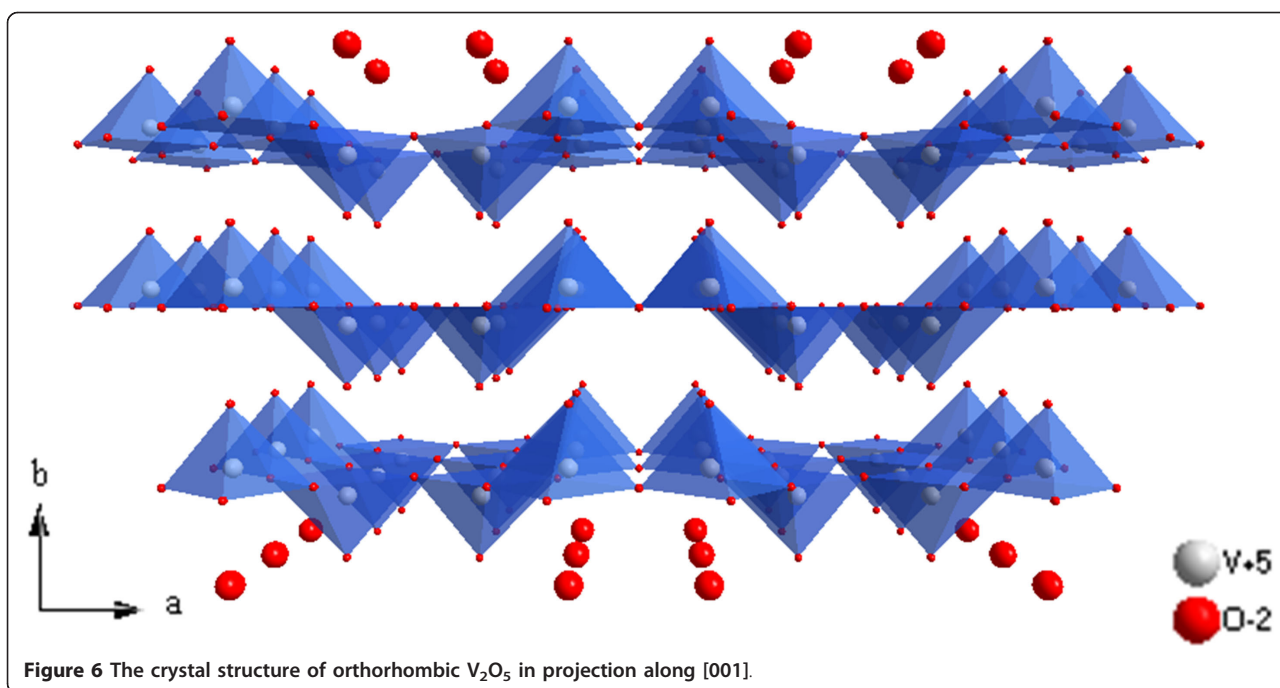 b
a
V+5
O-2
Figure 6 The crystal structure of orthorhombic V₂O₅ in projection along [001].